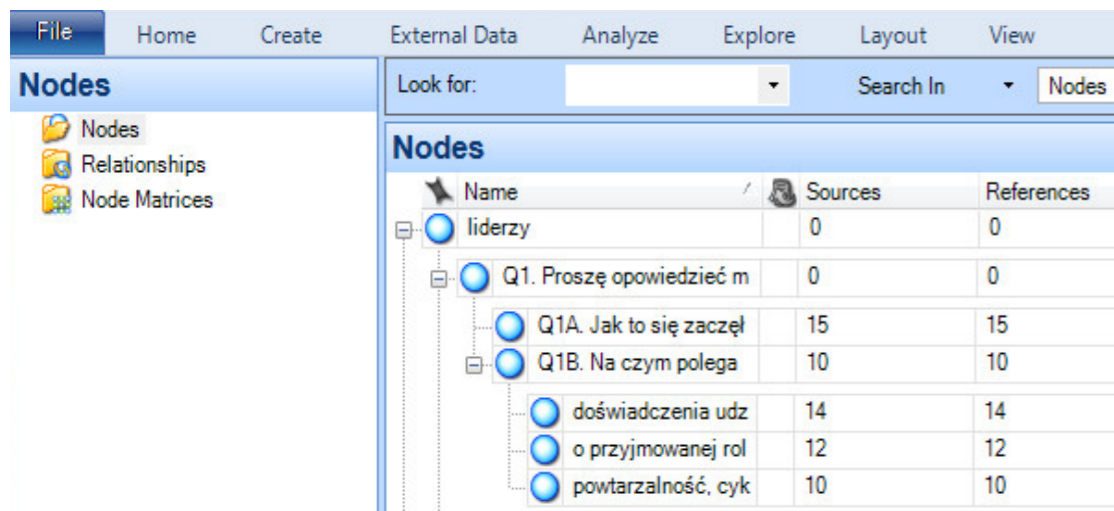 File Home Create External Data Analyze Explore Layout View
Nodes
Nodes
Relationships
Node Matrices
Look for: Search In Nodes
Nodes
Name Sources References
liderzy 0 0
Q1. Proszę opowiedzieć m 0 0
Q1A. Jak to się zaczęł 15 15
Q1B. Na czym polega 10 10
doświadczenia udz 14 14
o przyjmowanej rol 12 12
powtarzalność, cyk 10 10